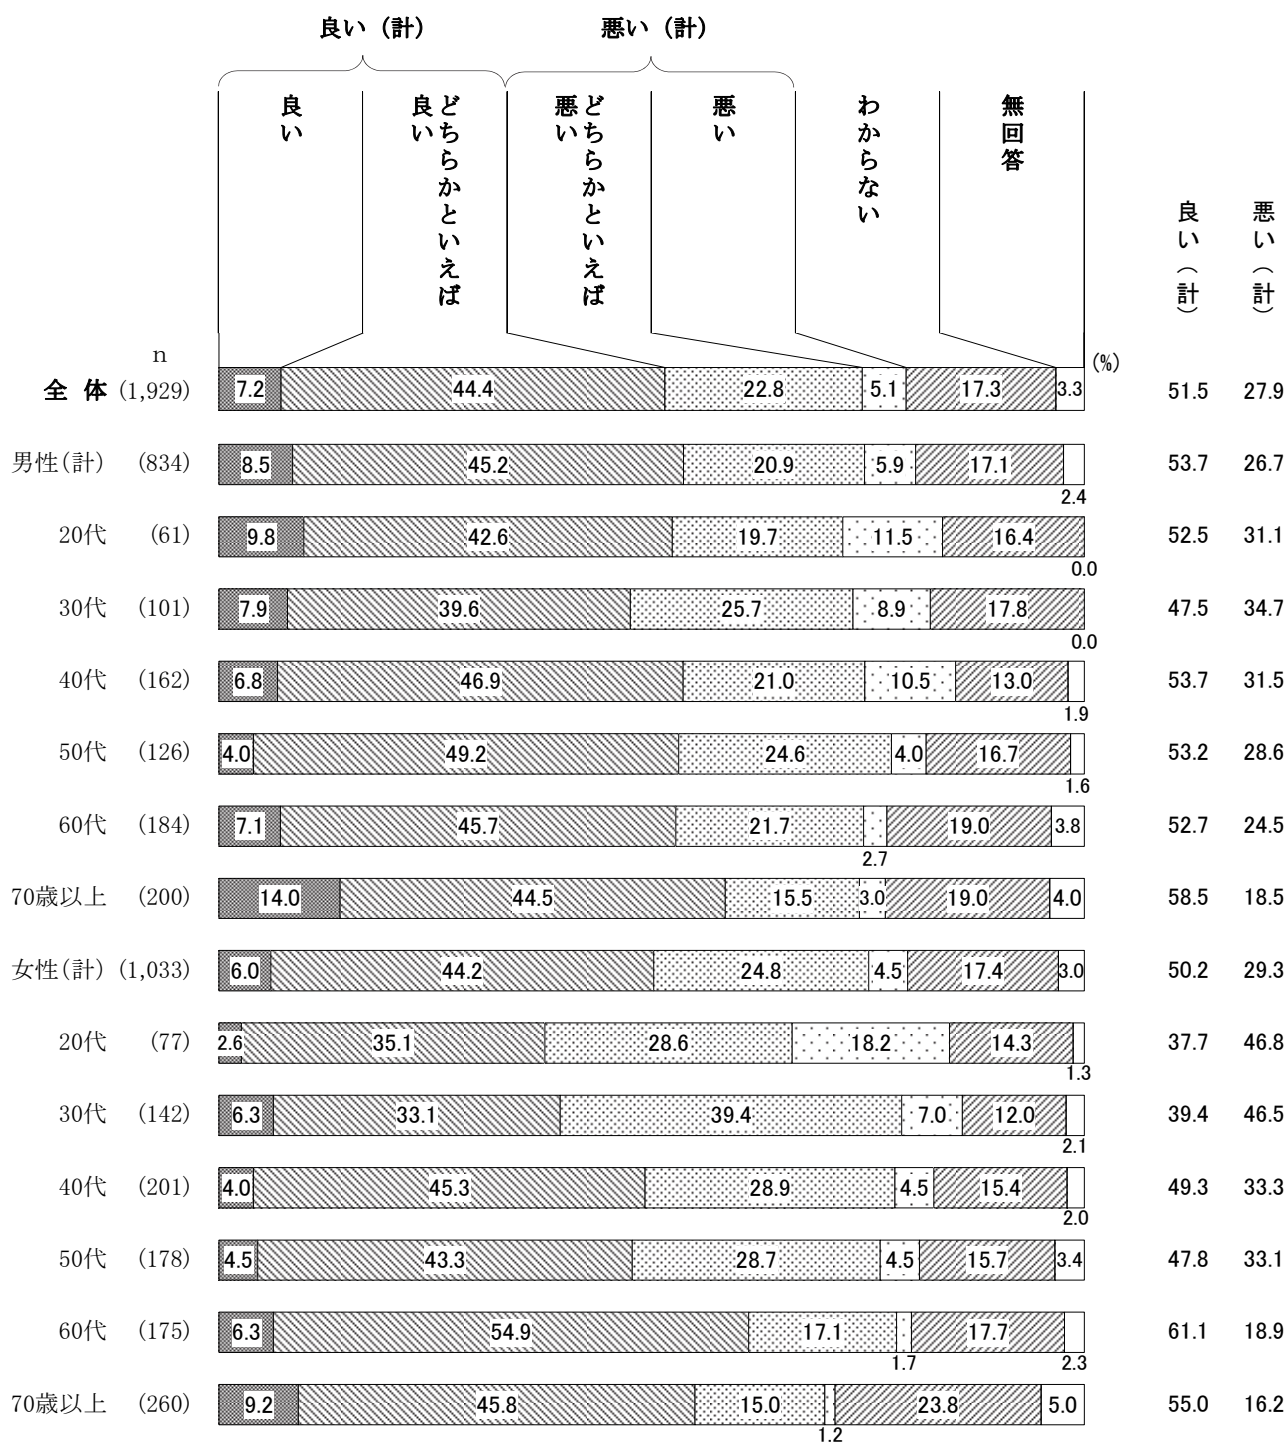 良い（計） 悪い（計）
良い
どちらかといえば
良い
どちらかといえば
悪い
悪い
わからない
無回答
良い（計）
悪い（計）
n
(%)
全 体 (1,929) 7.2 44.4 22.8 5.1 17.3 3.3 51.5 27.9
男性(計) (834) 8.5 45.2 20.9 5.9 17.1 2.4 53.7 26.7
20代 (61) 9.8 42.6 19.7 11.5 16.4 0.0 52.5 31.1
30代 (101) 7.9 39.6 25.7 8.9 17.8 0.0 47.5 34.7
40代 (162) 6.8 46.9 21.0 10.5 13.0 1.9 53.7 31.5
50代 (126) 4.0 49.2 24.6 4.0 16.7 1.6 53.2 28.6
60代 (184) 7.1 45.7 21.7 2.7 19.0 3.8 52.7 24.5
70歳以上 (200) 14.0 44.5 15.5 3.0 19.0 4.0 58.5 18.5
女性(計) (1,033) 6.0 44.2 24.8 4.5 17.4 3.0 50.2 29.3
20代 (77) 2.6 35.1 28.6 18.2 14.3 1.3 37.7 46.8
30代 (142) 6.3 33.1 39.4 7.0 12.0 2.1 39.4 46.5
40代 (201) 4.0 45.3 28.9 4.5 15.4 2.0 49.3 33.3
50代 (178) 4.5 43.3 28.7 4.5 15.7 3.4 47.8 33.1
60代 (175) 6.3 54.9 17.1 1.7 17.7 2.3 61.1 18.9
70歳以上 (260) 9.2 45.8 15.0 1.2 23.8 5.0 55.0 16.2